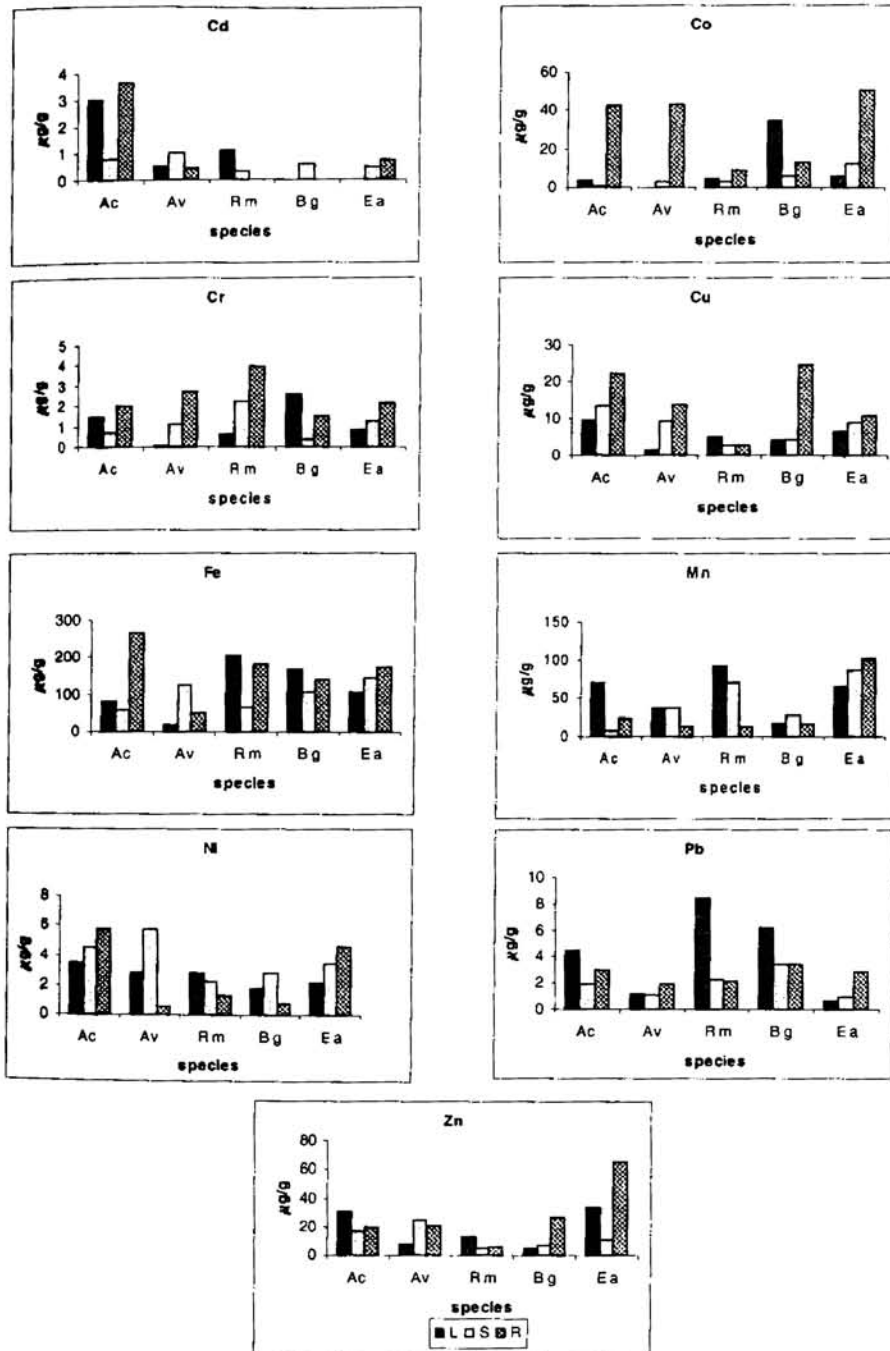 Cd
4
3
2
1
0
µg/g
Ac Av Rm Bg Ea
species
Co
60
40
20
0
µg/g
Ac Av Rm Bg Ea
species
Cr
5
4
3
2
1
0
µg/g
Ac Av Rm Bg Ea
species
Cu
30
20
10
0
µg/g
Ac Av Rm Bg Ea
species
Fe
300
200
100
0
µg/g
Ac Av Rm Bg Ea
species
Mn
150
100
50
0
µg/g
Ac Av Rm Bg Ea
species
Ni
8
6
4
2
0
µg/g
Ac Av Rm Bg Ea
species
Pb
10
8
6
4
2
0
µg/g
Ac Av Rm Bg Ea
species
Zn
80
60
40
20
0
µg/g
Ac Av Rm Bg Ea
species
L S R